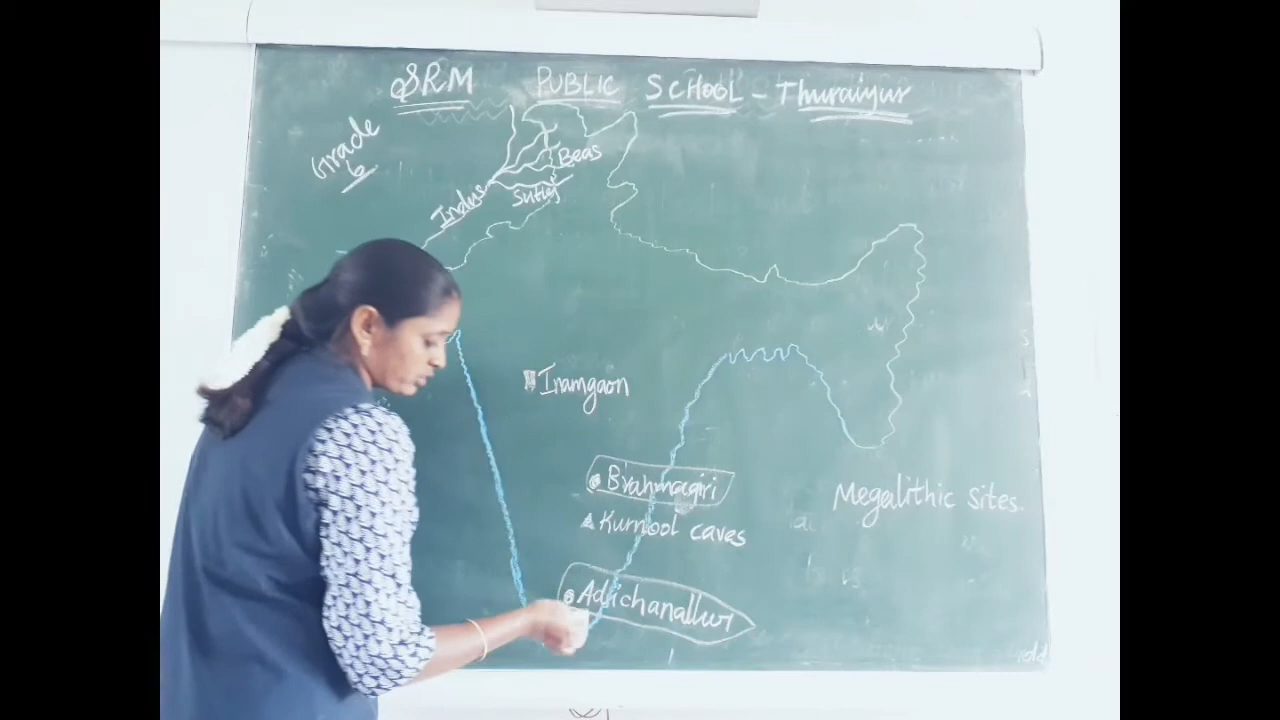 SRM PUBLIC SCHOOL - Thuraiyur
Grade
6
Beas
Sutlej
Indus
Inamgaon
Brahmagiri
Megalithic sites.
Kurnool caves
Adichanallur